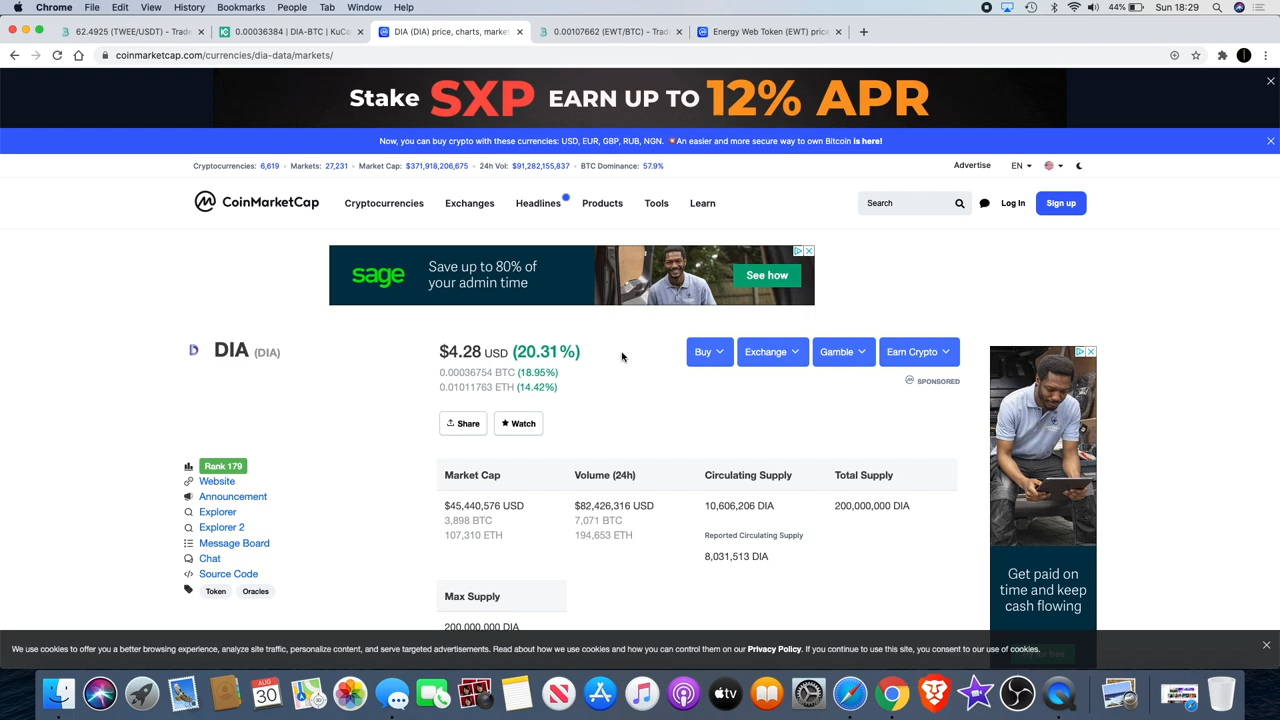 Chrome File Edit View History Bookmarks People Tab Window Help 44% Sun 18:29
62.4925 (TWEE/USDT) - Trade
0.00036384 | DIA-BTC | KuCo
DIA (DIA) price, charts, market
0.00107662 (EWT/BTC) - Trad
Energy Web Token (EWT) price
coinmarketcap.com/currencies/dia-data/markets/
Stake SXP EARN UP TO 12% APR
Now, you can buy crypto with these currencies: USD, EUR, GBP, RUB, NGN. 💥An easier and more secure way to own Bitcoin is here!
Cryptocurrencies: 6,619 • Markets: 27,231 • Market Cap: $371,918,206,675 • 24h Vol: $91,282,155,837 • BTC Dominance: 57.9%
Advertise EN
CoinMarketCap Cryptocurrencies Exchanges Headlines Products Tools Learn Search Log In Sign up
sage
Save up to 80% of
your admin time
See how
DIA (DIA)
$4.28 USD (20.31%)
0.00036754 BTC (18.95%)
0.01011763 ETH (14.42%)
Buy Exchange Gamble Earn Crypto
SPONSORED
Share Watch
Rank 179
Website
Announcement
Explorer
Explorer 2
Message Board
Chat
Source Code
Token Oracles
Market Cap Volume (24h) Circulating Supply Total Supply
$45,440,576 USD $82,426,316 USD 10,606,206 DIA 200,000,000 DIA
3,898 BTC 7,071 BTC
107,310 ETH 194,653 ETH Reported Circulating Supply
8,031,513 DIA
Max Supply
200,000,000 DIA
Get paid on
time and keep
cash flowing
We use cookies to offer you a better browsing experience, analyze site traffic, personalize content, and serve targeted advertisements. Read about how we use cookies and how you can control them on our Privacy Policy. If you continue to use this site, you consent to our use of cookies.
AUG
30
tv